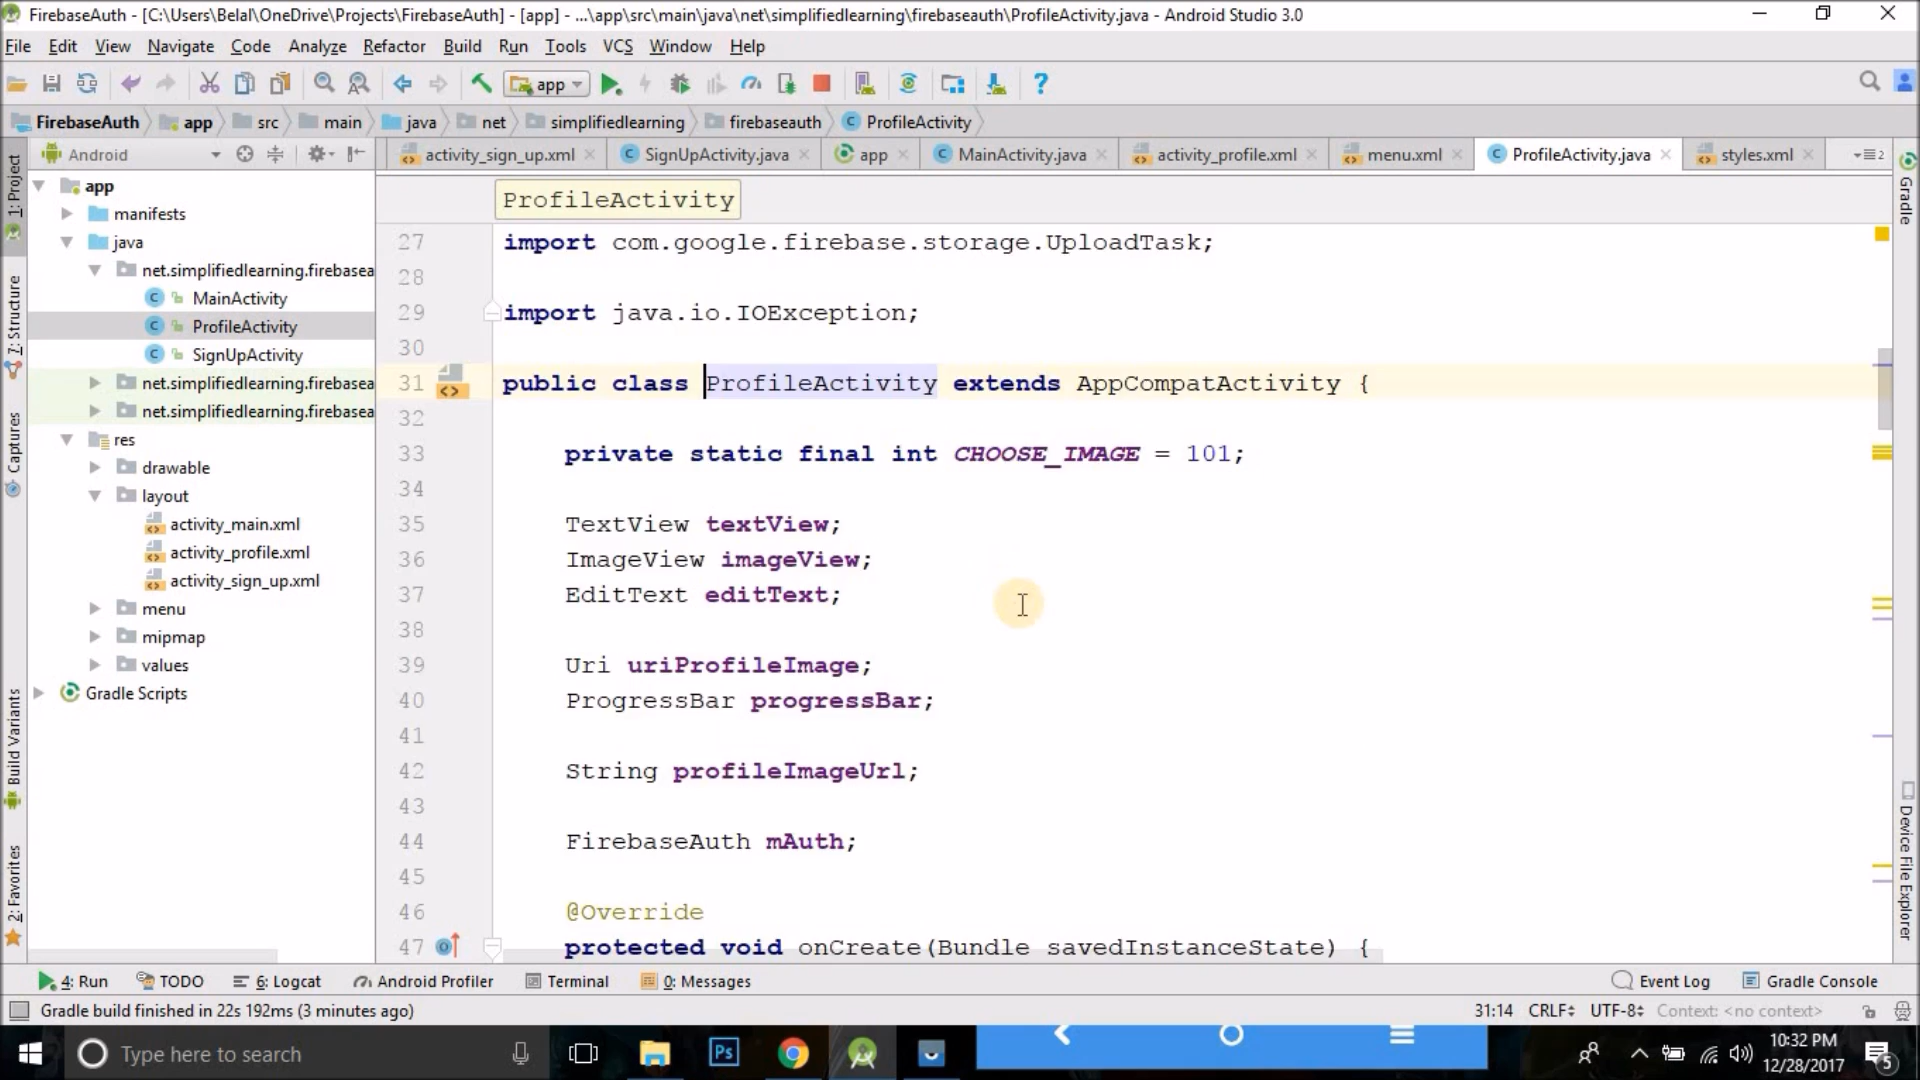 FirebaseAuth - [C:\Users\Belal\OneDrive\Projects\FirebaseAuth] - [app] - ...\app\src\main\java\net\simplifiedlearning\firebaseauth\ProfileActivity.java - Android Studio 3.0
File Edit View Navigate Code Analyze Refactor Build Run Tools VCS Window Help
app
FirebaseAuth app src main java net simplifiedlearning firebaseauth ProfileActivity
Android
activity_sign_up.xml SignUpActivity.java app MainActivity.java activity_profile.xml menu.xml ProfileActivity.java styles.xml 2
1: Project
Z: Structure
Captures
Build Variants
2: Favorites
app
manifests
java
net.simplifiedlearning.firebasea
MainActivity
ProfileActivity
SignUpActivity
net.simplifiedlearning.firebasea
net.simplifiedlearning.firebasea
res
drawable
layout
activity_main.xml
activity_profile.xml
activity_sign_up.xml
menu
mipmap
values
Gradle Scripts
ProfileActivity
27 import com.google.firebase.storage.UploadTask;
28
29 import java.io.IOException;
30
31 public class ProfileActivity extends AppCompatActivity {
32
33 private static final int CHOOSE_IMAGE = 101;
34
35 TextView textView;
36 ImageView imageView;
37 EditText editText;
38
39 Uri uriProfileImage;
40 ProgressBar progressBar;
41
42 String profileImageUrl;
43
44 FirebaseAuth mAuth;
45
46 @Override
47 protected void onCreate(Bundle savedInstanceState) {
Gradle
Device File Explorer
4: Run TODO 6: Logcat Android Profiler Terminal 0: Messages Event Log Gradle Console
Gradle build finished in 22s 192ms (3 minutes ago) 31:14 CRLF UTF-8 Context: <no context>
Type here to search
Ps
10:32 PM
12/28/2017
5